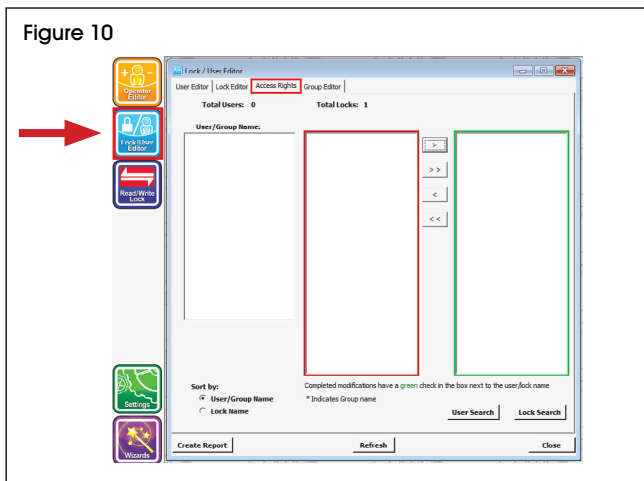 Figure 10
Operator
Editor
Lock/User
Editor
Read/Write
Lock
Settings
Wizards
Lock / User Editor
User Editor Lock Editor Access Rights Group Editor
Total Users: 0 Total Locks: 1
User/Group Name:
>
>>
<
<<
Sort by:
User/Group Name
Lock Name
Completed modifications have a green check in the box next to the user/lock name
* Indicates Group name
User Search Lock Search
Create Report Refresh Close